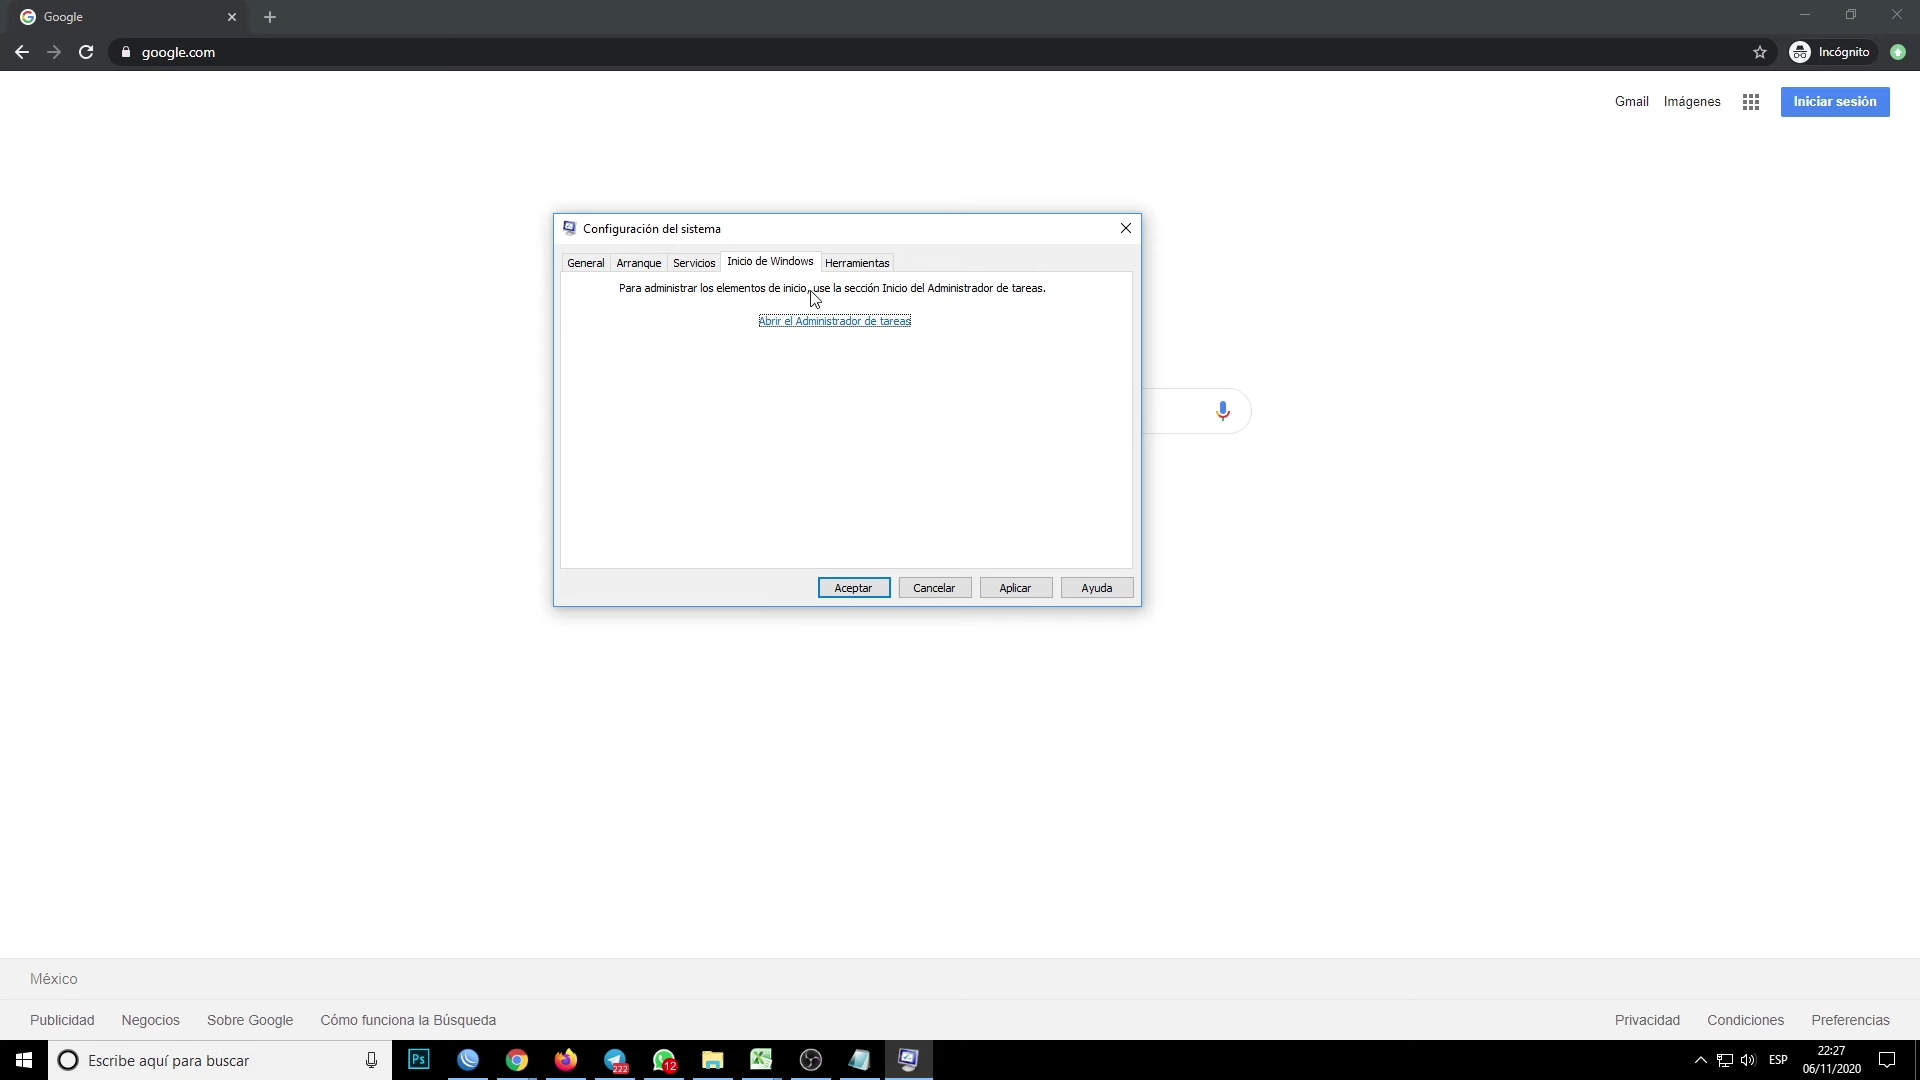 Google
google.com
Incógnito
Gmail Imágenes Iniciar sesión
Configuración del sistema
General Arranque Servicios Inicio de Windows Herramientas
Para administrar los elementos de inicio, use la sección Inicio del Administrador de tareas.
Abrir el Administrador de tareas
Aceptar Cancelar Aplicar Ayuda
México
Publicidad Negocios Sobre Google Cómo funciona la Búsqueda Privacidad Condiciones Preferencias
Escribe aquí para buscar
Ps
222
12
ESP
22:27
06/11/2020